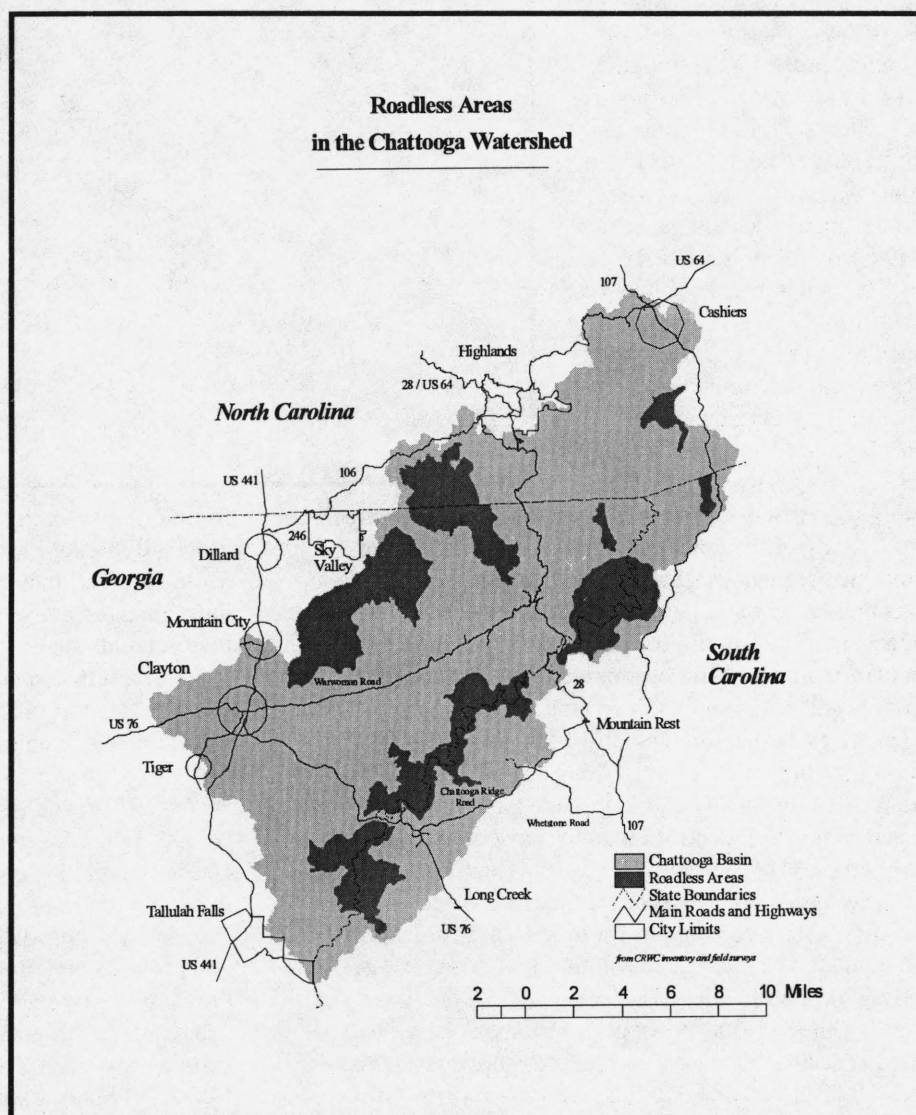 Roadless Areas
in the Chattooga Watershed
US 64
107
Cashiers
Highlands
28 / US 64
North Carolina
106
US 441
246
Sky
Valley
Dillard
Georgia
Mountain City
Clayton
South
Carolina
Warwoman Road
28
US 76
Mountain Rest
Tiger
Chattooga Ridge
Road
Whetstone Road
107
Chattooga Basin
Roadless Areas
State Boundaries
Main Roads and Highways
City Limits
Long Creek
Tallulah Falls
US 76
US 441
from CRWC inventory and field surveys
2 0 2 4 6 8 10 Miles